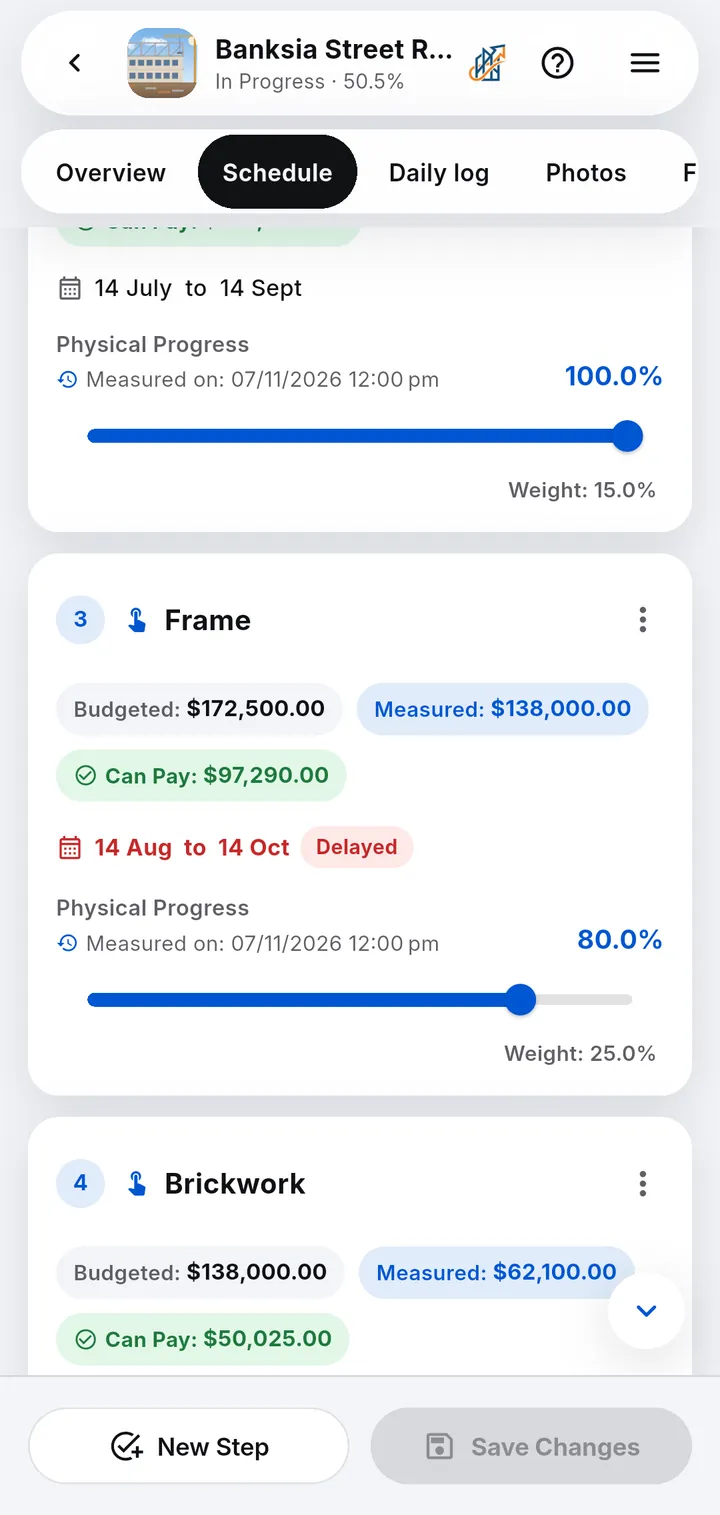 Banksia Street R...
In Progress · 50.5%
Overview
Schedule
Daily log
Photos
F
14 July to 14 Sept
Physical Progress
Measured on: 07/11/2026 12:00 pm
100.0%
Weight: 15.0%
3
Frame
Budgeted: $172,500.00
Measured: $138,000.00
Can Pay: $97,290.00
14 Aug to 14 Oct
Delayed
Physical Progress
Measured on: 07/11/2026 12:00 pm
80.0%
Weight: 25.0%
4
Brickwork
Budgeted: $138,000.00
Measured: $62,100.00
Can Pay: $50,025.00
New Step
Save Changes